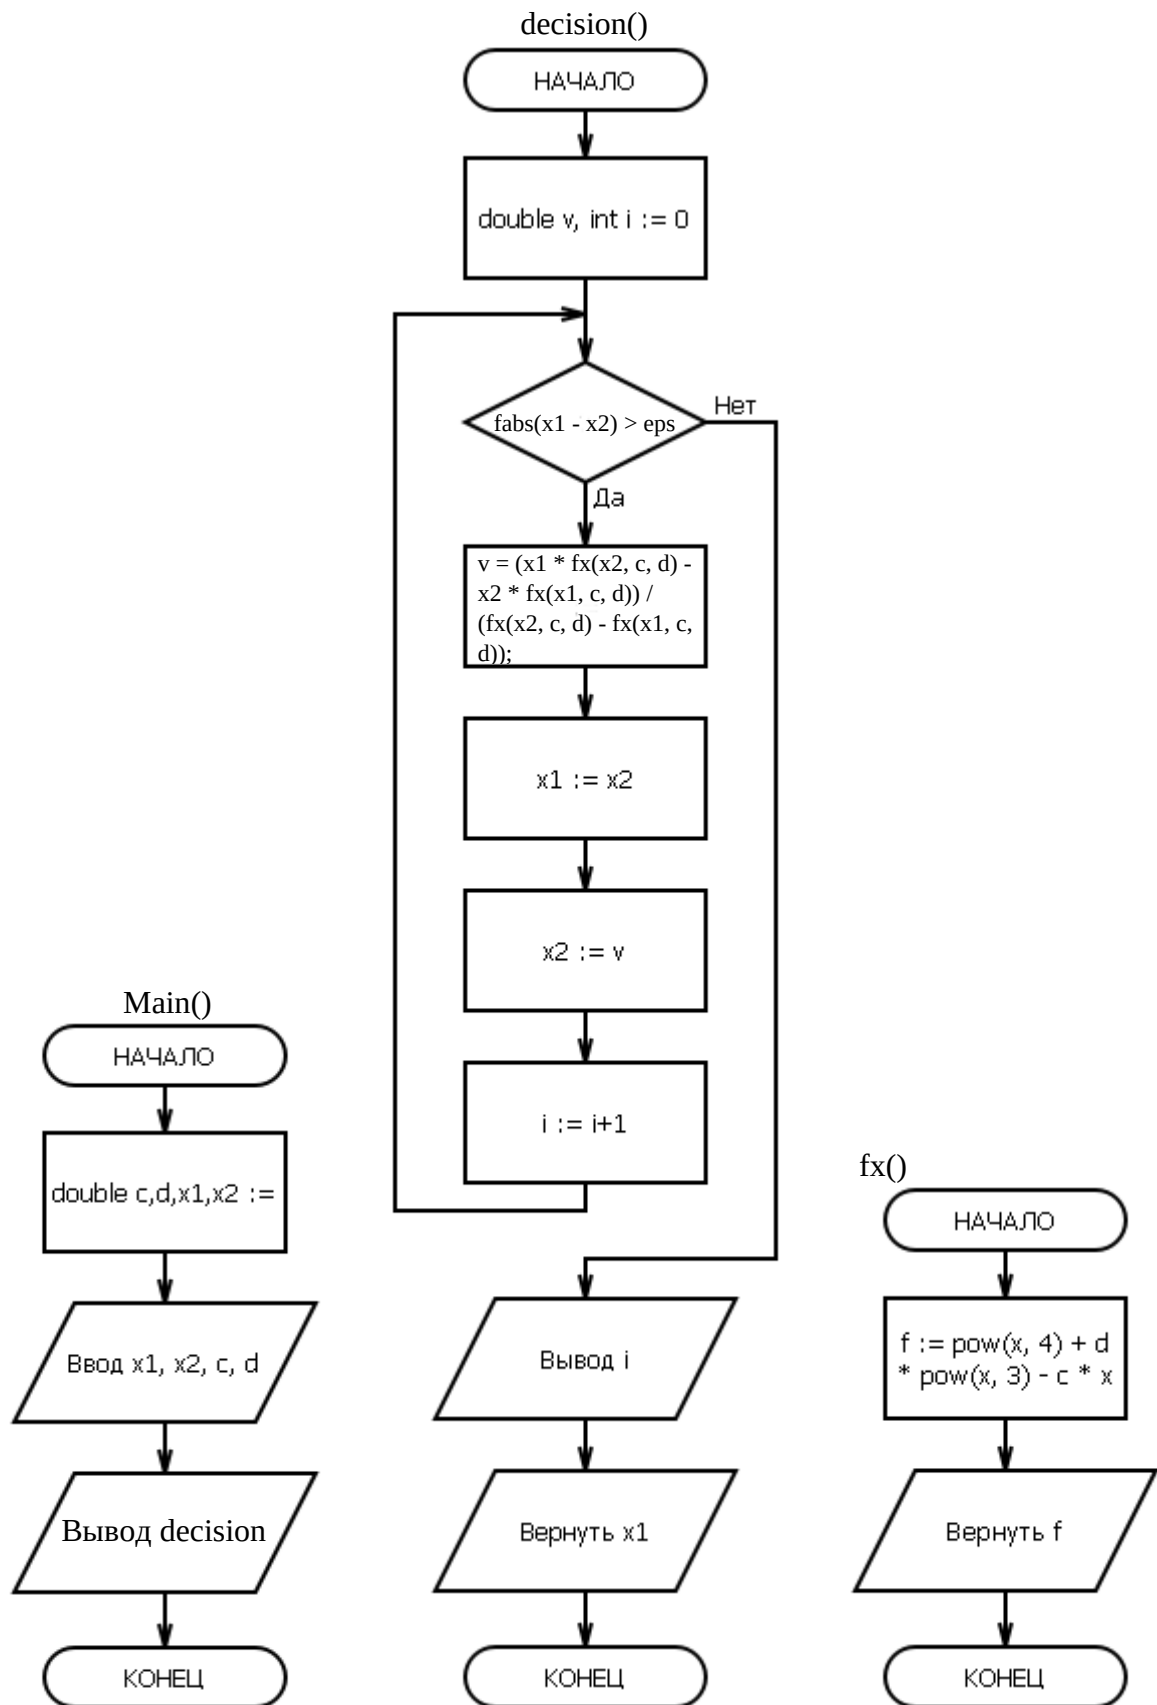 decision()
НАЧАЛО
double v, int i := 0
fabs(x1 - x2) > eps
Нет
Да
v = (x1 * fx(x2, c, d) -
x2 * fx(x1, c, d)) /
(fx(x2, c, d) - fx(x1, c,
d));
x1 := x2
x2 := v
i := i+1
Вывод i
Вернуть x1
КОНЕЦ
Main()
НАЧАЛО
double c,d,x1,x2 :=
Ввод x1, x2, c, d
Вывод decision
КОНЕЦ
fx()
НАЧАЛО
f := pow(x, 4) + d
* pow(x, 3) - c * x
Вернуть f
КОНЕЦ